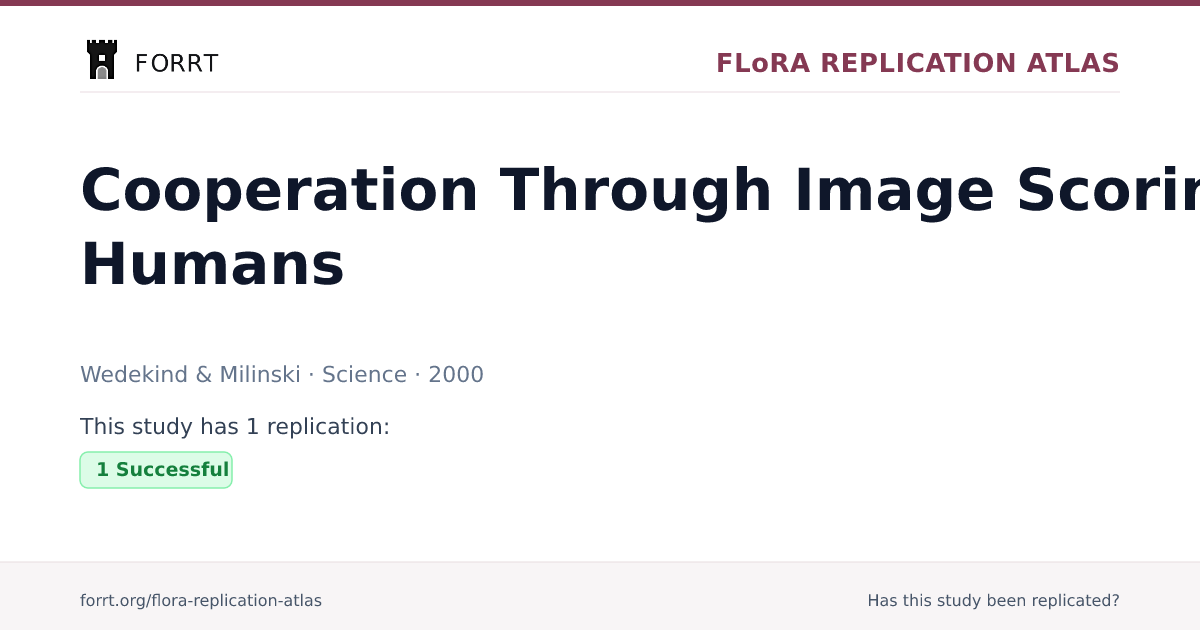 FORRT
FLoRA REPLICATION ATLAS
Cooperation Through Image Scorin
Humans
Wedekind & Milinski · Science · 2000
This study has 1 replication:
1 Successful
forrt.org/flora-replication-atlas
Has this study been replicated?